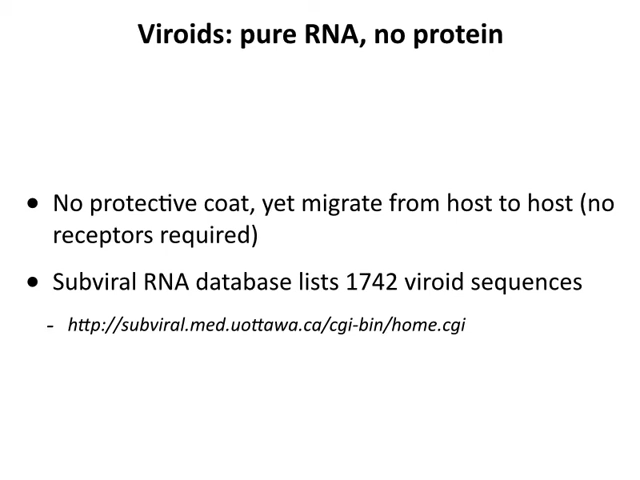 Viroids: pure RNA, no protein
● No protective coat, yet migrate from host to host (no
receptors required)
● Subviral RNA database lists 1742 viroid sequences
- http://subviral.med.uottawa.ca/cgi-bin/home.cgi